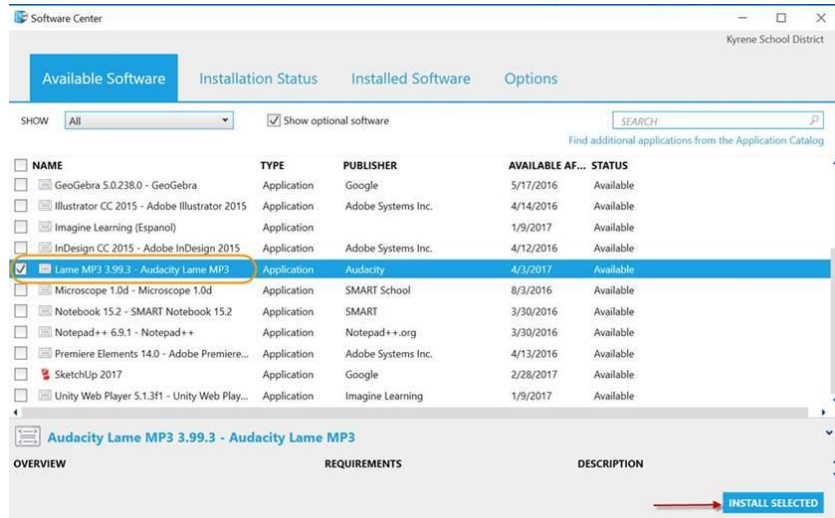 Software Center
Kyrene School District
Available Software Installation Status Installed Software Options
SHOW All Show optional software SEARCH
Find additional applications from the Application Catalog
NAME TYPE PUBLISHER AVAILABLE AF... STATUS
GeoGebra 5.0.238.0 - GeoGebra Application Google 5/17/2016 Available
Illustrator CC 2015 - Adobe Illustrator 2015 Application Adobe Systems Inc. 4/14/2016 Available
Imagine Learning (Espanol) Application 1/9/2017 Available
InDesign CC 2015 - Adobe InDesign 2015 Application Adobe Systems Inc. 4/12/2016 Available
Lame MP3 3.99.3 - Audacity Lame MP3 Application Audacity 4/3/2017 Available
Microscope 1.0d - Microscope 1.0d Application SMART School 8/3/2016 Available
Notebook 15.2 - SMART Notebook 15.2 Application SMART 3/30/2016 Available
Notepad++ 6.9.1 - Notepad++ Application Notepad++.org 3/30/2016 Available
Premiere Elements 14.0 - Adobe Premiere... Application Adobe Systems Inc. 4/13/2016 Available
SketchUp 2017 Application Google 2/28/2017 Available
Unity Web Player 5.1.3f1 - Unity Web Play... Application Imagine Learning 1/9/2017 Available
Audacity Lame MP3 3.99.3 - Audacity Lame MP3
OVERVIEW REQUIREMENTS DESCRIPTION
INSTALL SELECTED